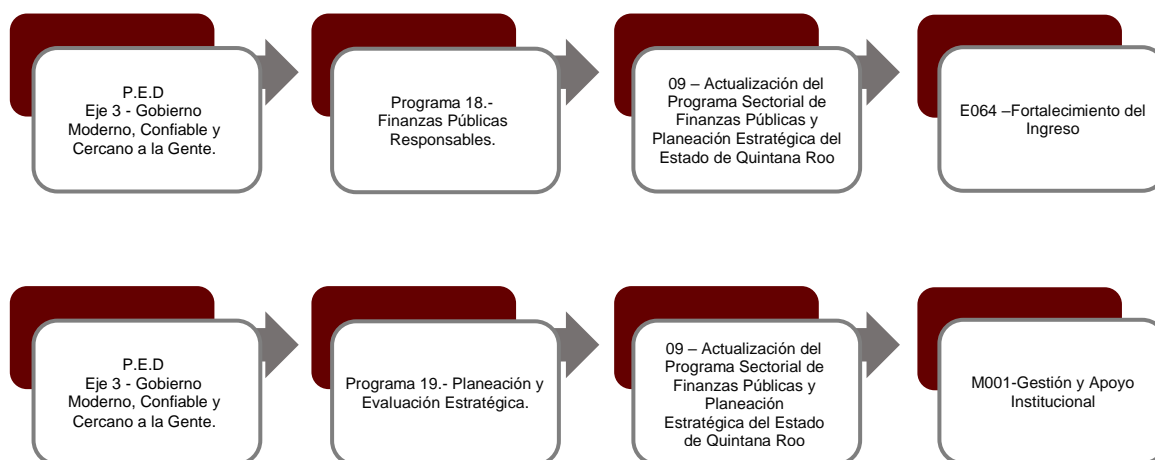 P.E.D
Eje 3 - Gobierno
Moderno, Confiable y
Cercano a la Gente.
Programa 18.-
Finanzas Públicas
Responsables.
09 – Actualización del
Programa Sectorial de
Finanzas Públicas y
Planeación Estratégica del
Estado de Quintana Roo
E064 –Fortalecimiento del
Ingreso
P.E.D
Eje 3 - Gobierno
Moderno, Confiable y
Cercano a la Gente.
Programa 19.- Planeación y
Evaluación Estratégica.
09 – Actualización del
Programa Sectorial de
Finanzas Públicas y
Planeación
Estratégica del Estado
de Quintana Roo
M001-Gestión y Apoyo
Institucional